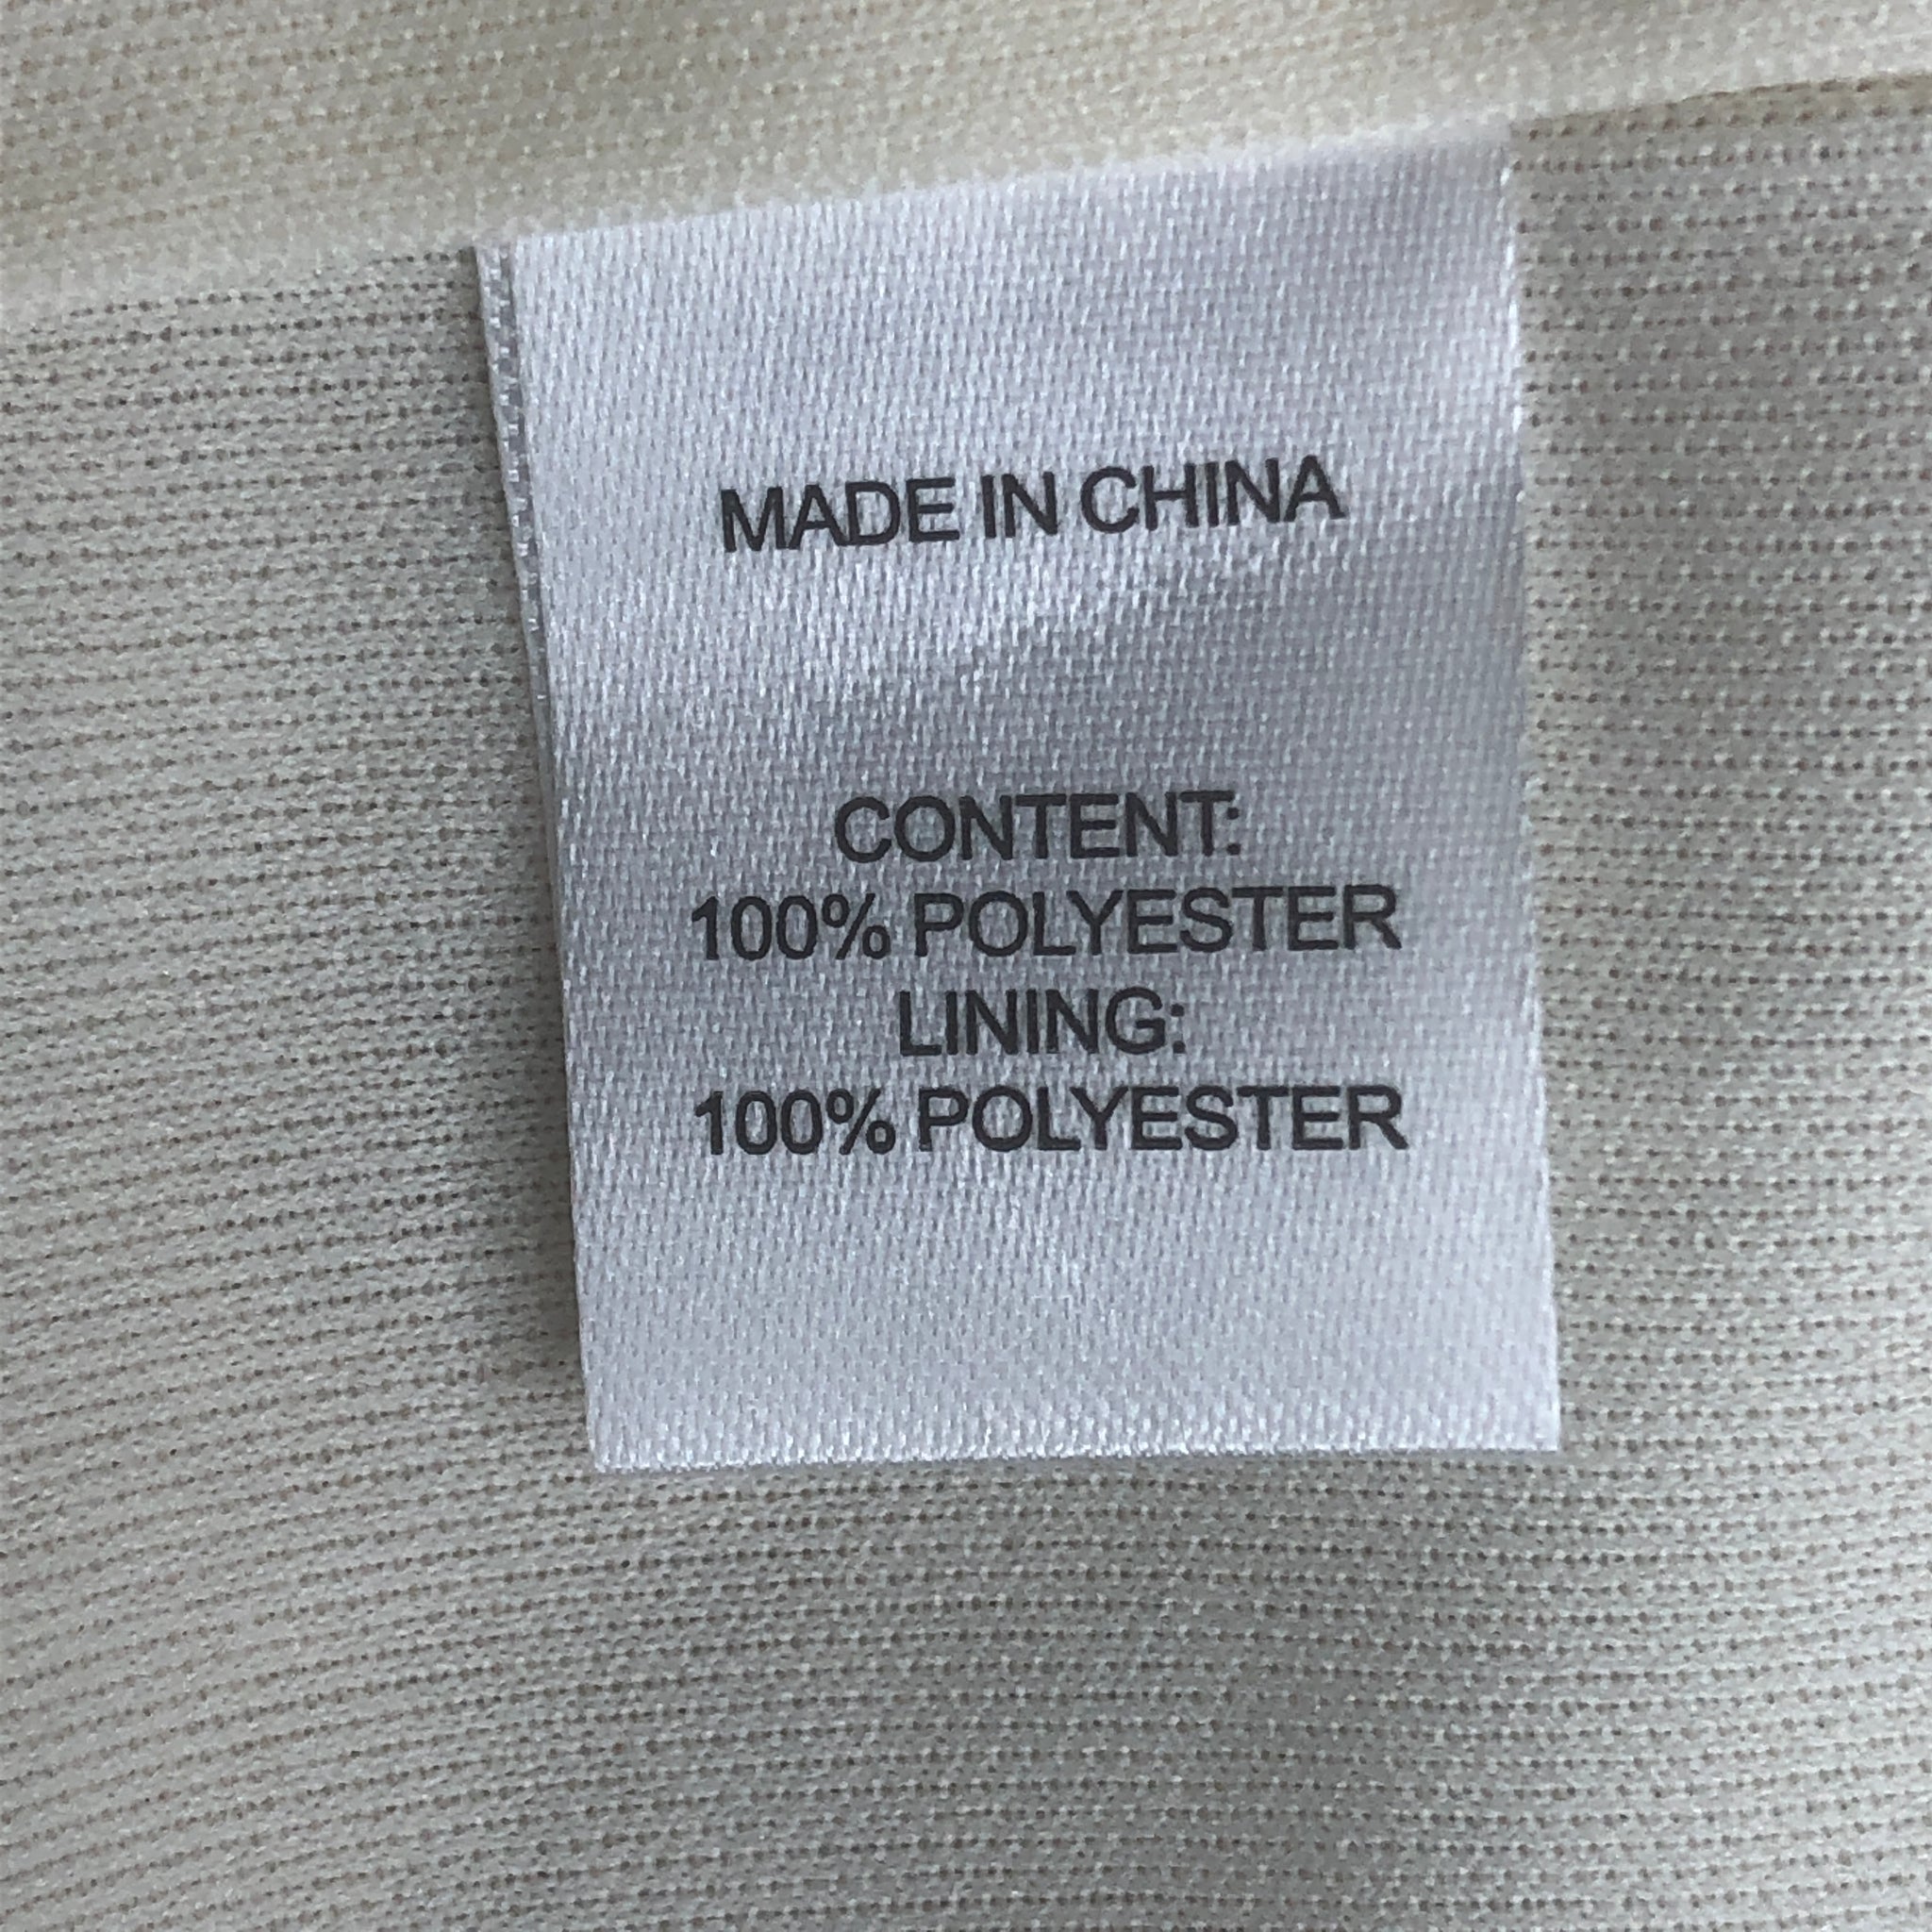 MADE IN CHINA
CONTENT:
100% POLYESTER
LINING:
100% POLYESTER